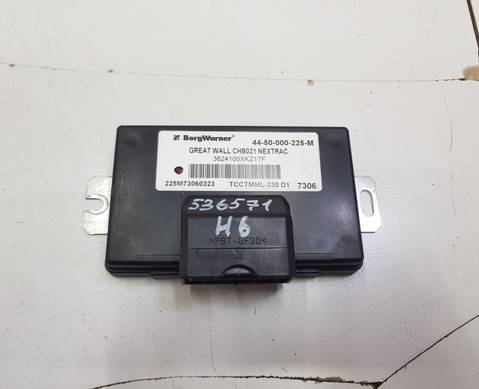 BorgWarner 44-50-000-225-M
GREAT WALL CHB021 NEXTRAC
3624100XKZ17F
225M73060323 TCCTMML-230 D1 7306
536571
H6
>PBT-GF30<